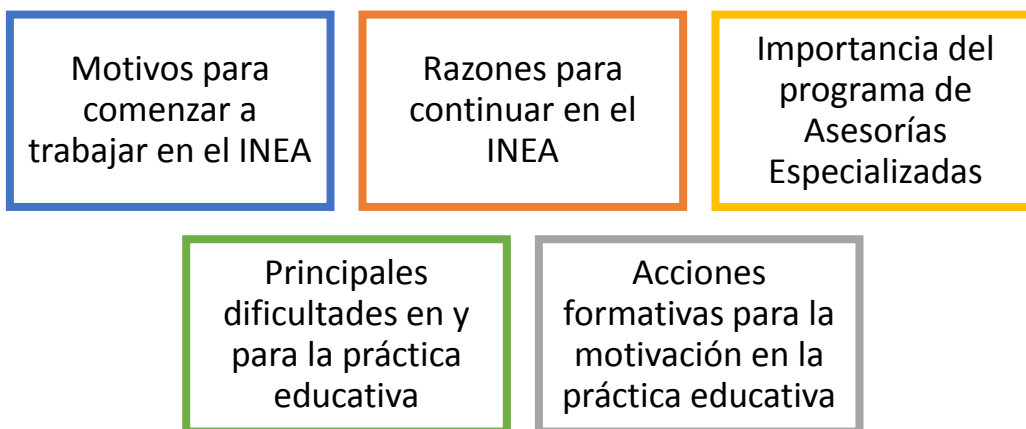 Motivos para
comenzar a
trabajar en el INEA
Razones para
continuar en el
INEA
Importancia del
programa de
Asesorías
Especializadas
Principales
dificultades en y
para la práctica
educativa
Acciones
formativas para la
motivación en la
práctica educativa